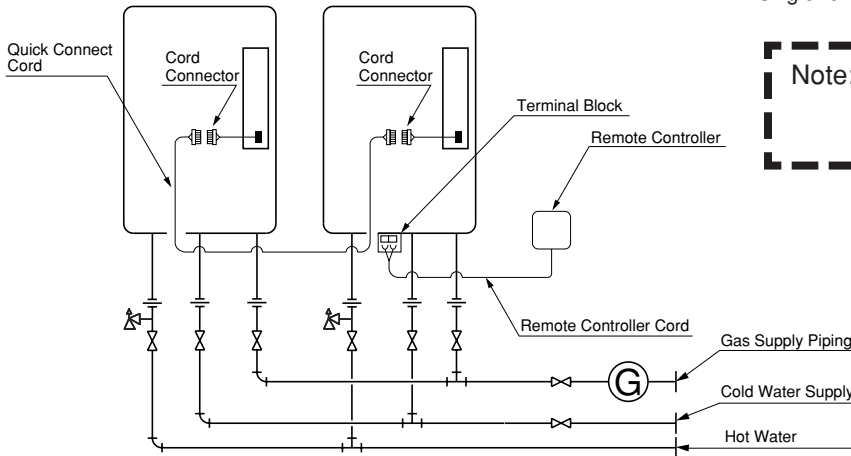 Quick Connect
Cord
Cord
Connector
Cord
Connector
Terminal Block
Remote Controller
Note:
Remote Controller Cord
Gas Supply Piping
G
Cold Water Supply
Hot Water